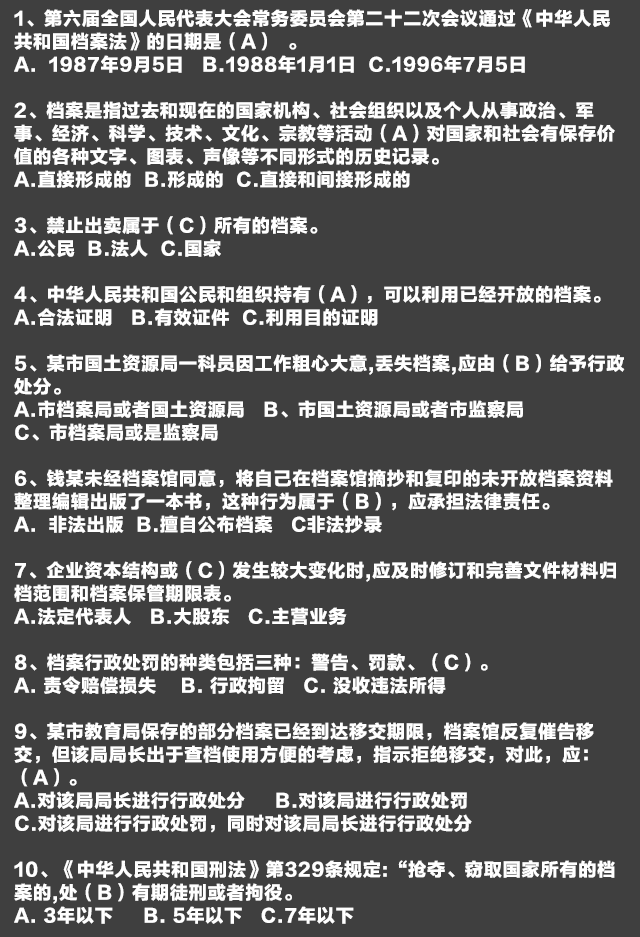 1、第六届全国人民代表大会常务委员会第二十二次会议通过《中华人民
共和国档案法》的日期是（A） 。
A. 1987年9月5日 B.1988年1月1日 C.1996年7月5日
2、档案是指过去和现在的国家机构、社会组织以及个人从事政治、军
事、经济、科学、技术、文化、宗教等活动（A）对国家和社会有保存价
值的各种文字、图表、声像等不同形式的历史记录。
A.直接形成的 B.形成的 C.直接和间接形成的
3、禁止出卖属于（C）所有的档案。
A.公民 B.法人 C.国家
4、中华人民共和国公民和组织持有（A），可以利用已经开放的档案。
A.合法证明 B.有效证件 C.利用目的证明
5、某市国土资源局一科员因工作粗心大意,丢失档案,应由（B）给予行政
处分。
A.市档案局或者国土资源局 B、市国土资源局或者市监察局
C、市档案局或是监察局
6、钱某未经档案馆同意，将自己在档案馆摘抄和复印的未开放档案资料
整理编辑出版了一本书，这种行为属于（B），应承担法律责任。
A. 非法出版 B.擅自公布档案 C非法抄录
7、企业资本结构或（C）发生较大变化时,应及时修订和完善文件材料归
档范围和档案保管期限表。
A.法定代表人 B.大股东 C.主营业务
8、档案行政处罚的种类包括三种：警告、罚款、（C）。
A. 责令赔偿损失 B. 行政拘留 C. 没收违法所得
9、某市教育局保存的部分档案已经到达移交期限，档案馆反复催告移
交，但该局局长出于查档使用方便的考虑，指示拒绝移交，对此，应：
（A）。
A.对该局局长进行行政处分 B.对该局进行行政处罚
C.对该局进行行政处罚，同时对该局局长进行行政处分
10、《中华人民共和国刑法》第329条规定:“抢夺、窃取国家所有的档
案的,处（B）有期徒刑或者拘役。
A. 3年以下 B. 5年以下 C.7年以下